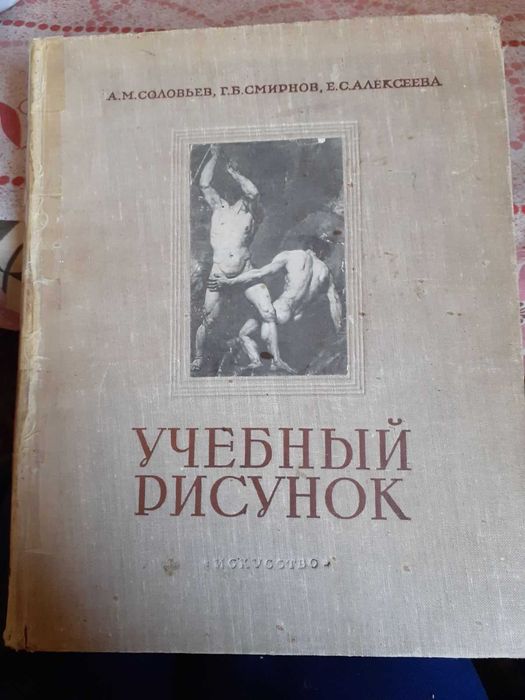 А.М.СОЛОВЬЕВ, Г.Б.СМИРНОВ, Е.С.АЛЕКСЕЕВА
УЧЕБНЫЙ
РИСУНОК
«ИСКУССТВО»